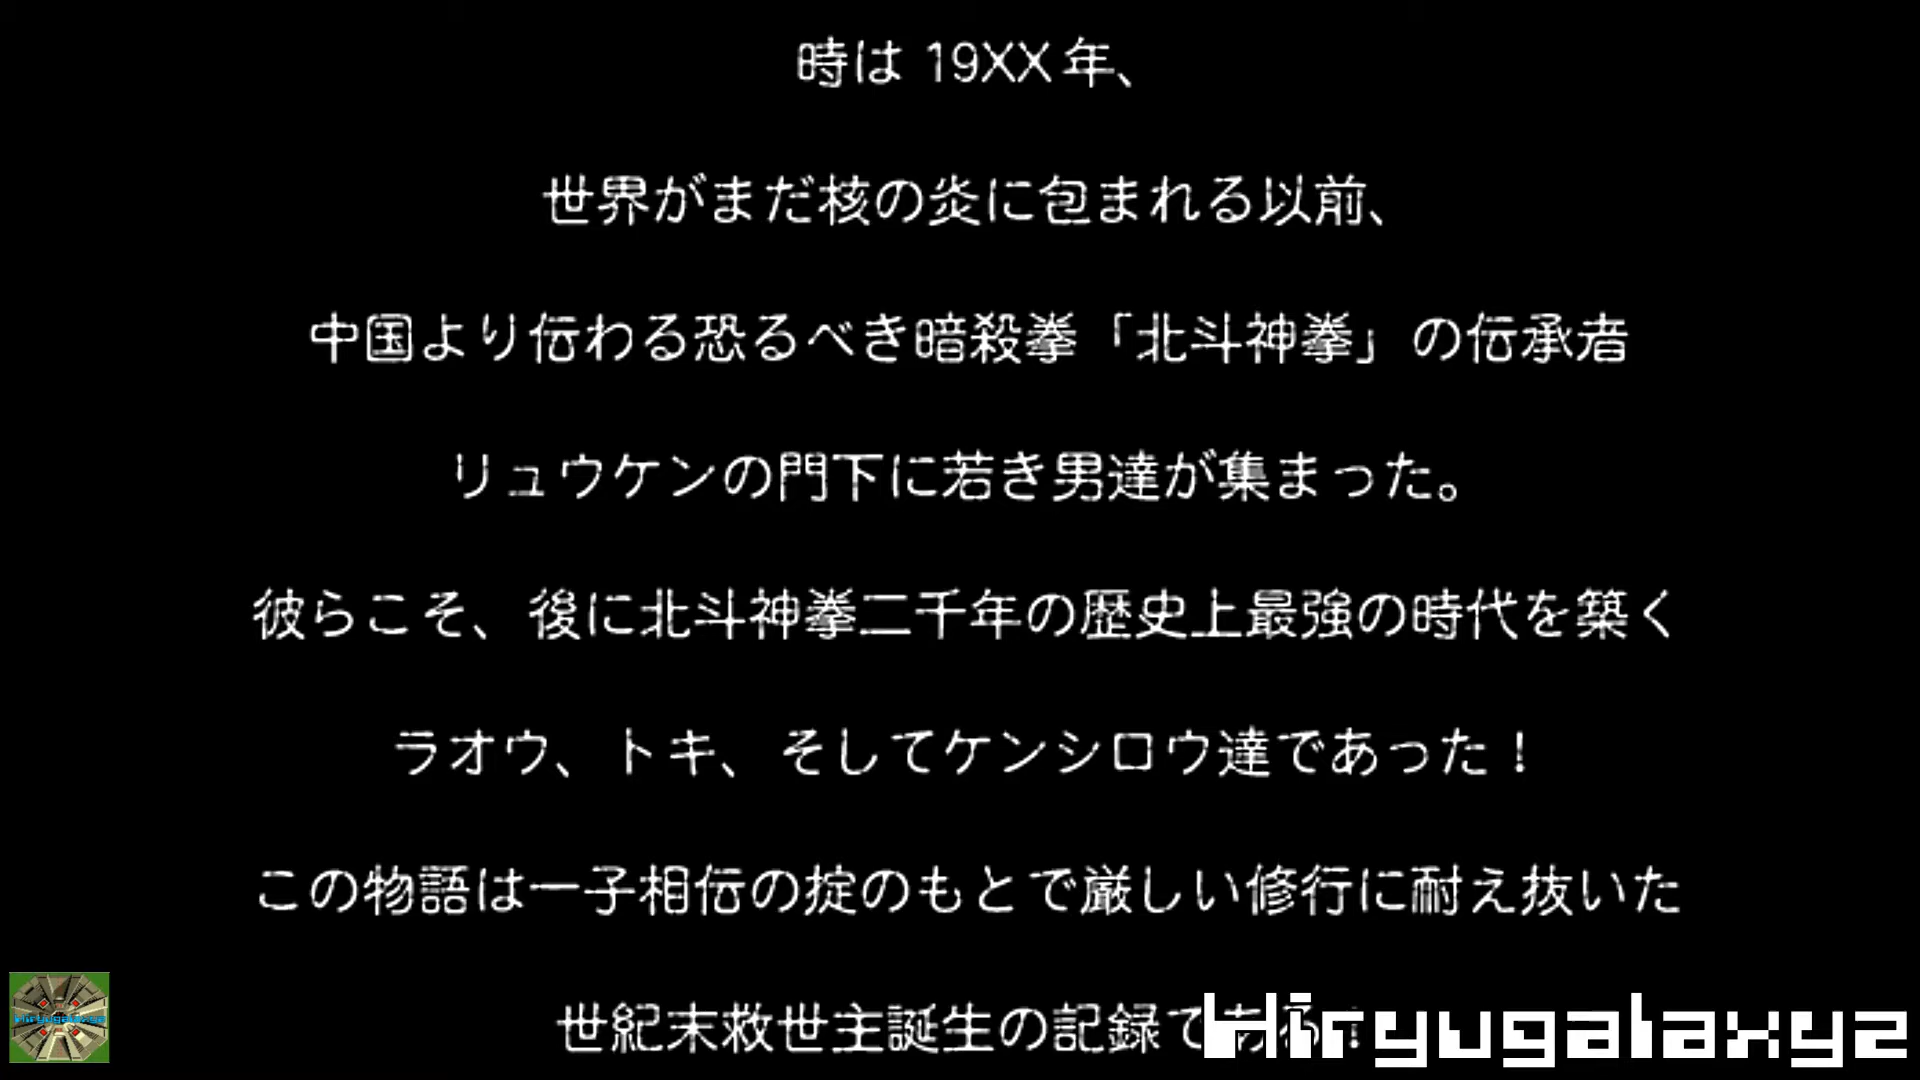 時は 19XX年、
世界がまだ核の炎に包まれる以前、
中国より伝わる恐るべき暗殺拳「北斗神拳」の伝承者
リュウケンの門下に若き男達が集まった。
彼らこそ、後に北斗神拳二千年の歴史上最強の時代を築く
ラオウ、トキ、そしてケンシロウ達であった！
この物語は一子相伝の掟のもとで厳しい修行に耐え抜いた
世紀末救世主誕生の記録で
Hiryugalaxyz
Hiryugalaxyz